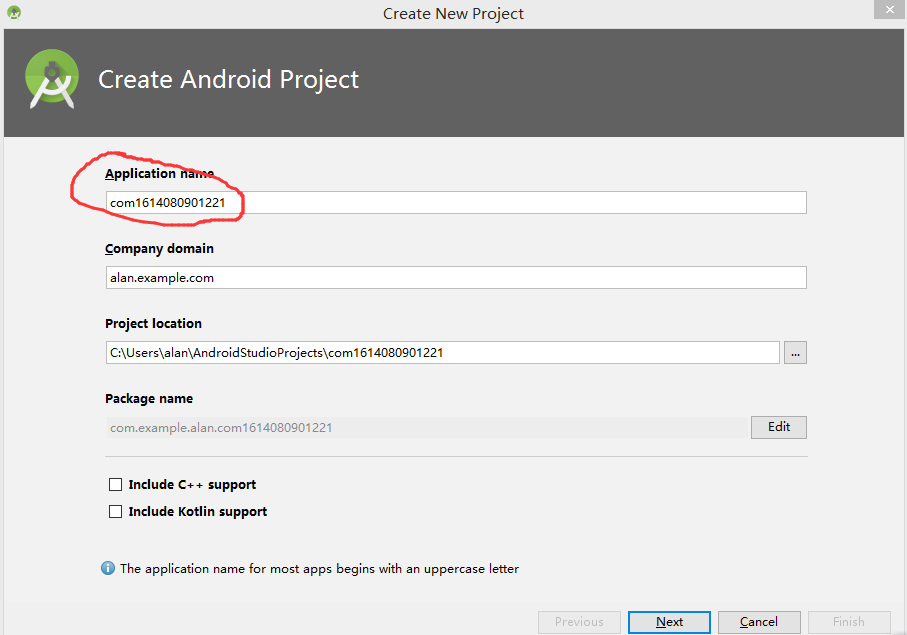 Create New Project
Create Android Project
Application name
com1614080901221
Company domain
alan.example.com
Project location
C:\Users\alan\AndroidStudioProjects\com1614080901221
...
Package name
com.example.alan.com1614080901221
Edit
Include C++ support
Include Kotlin support
The application name for most apps begins with an uppercase letter
Previous Next Cancel Finish